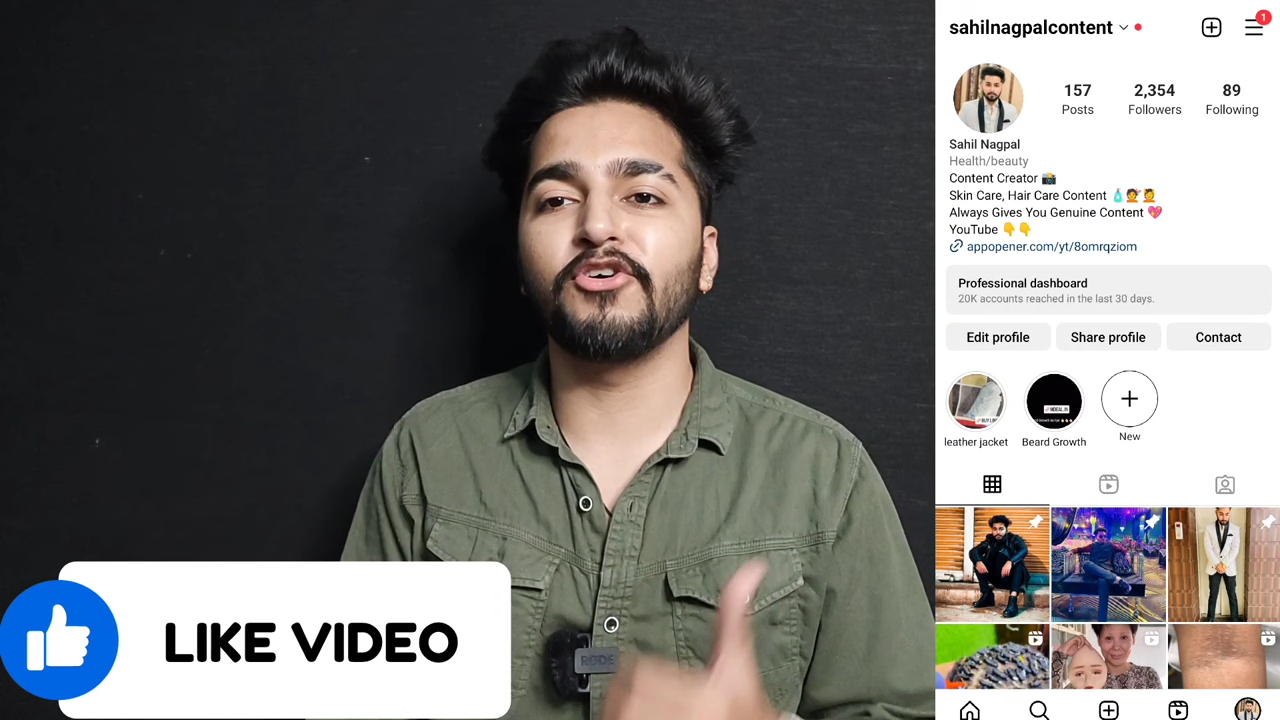 sahilnagpalcontent
1
157
Posts
2,354
Followers
89
Following
Sahil Nagpal
Health/beauty
Content Creator 📸
Skin Care, Hair Care Content 🧴💇💆
Always Gives You Genuine Content 💖
YouTube 👇👇
appopener.com/yt/8omrqziom
Professional dashboard
20K accounts reached in the last 30 days.
Edit profile
Share profile
Contact
leather jacket
Beard Growth
New
LIKE VIDEO
RODE